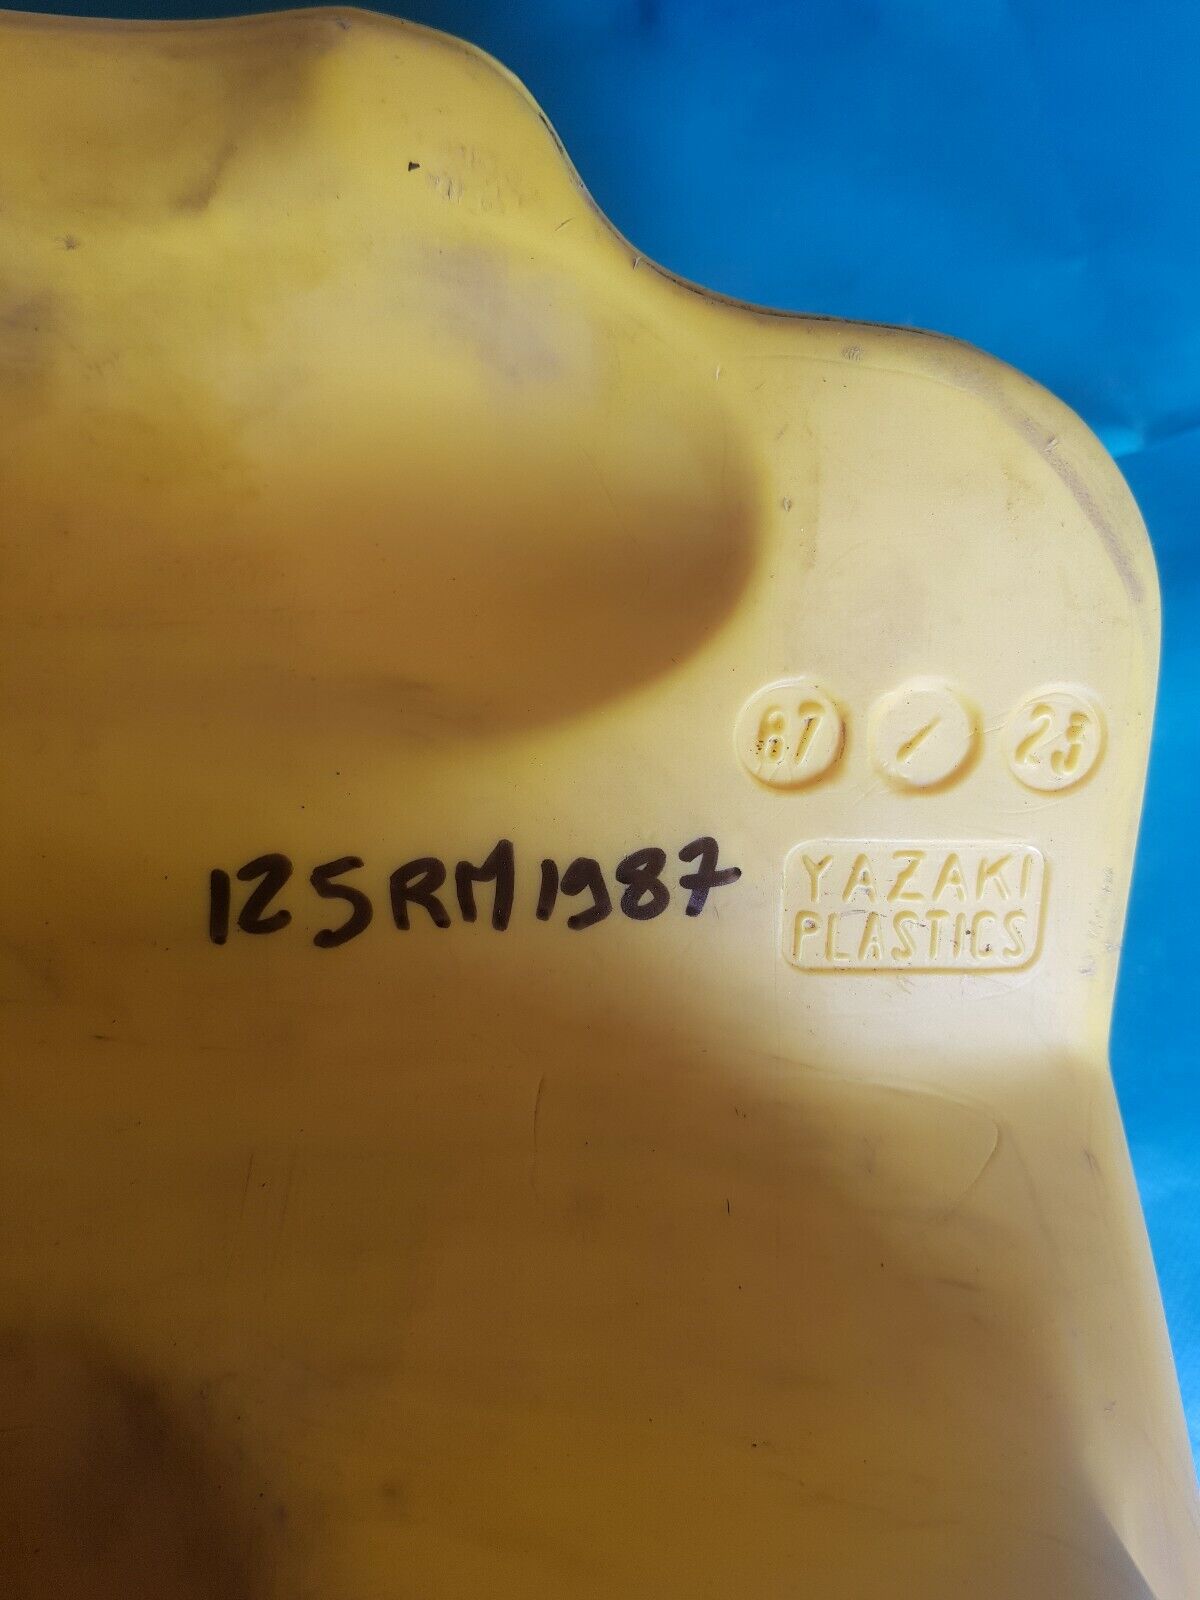 87 / 23
125RM1987
YAZAKI
PLASTICS